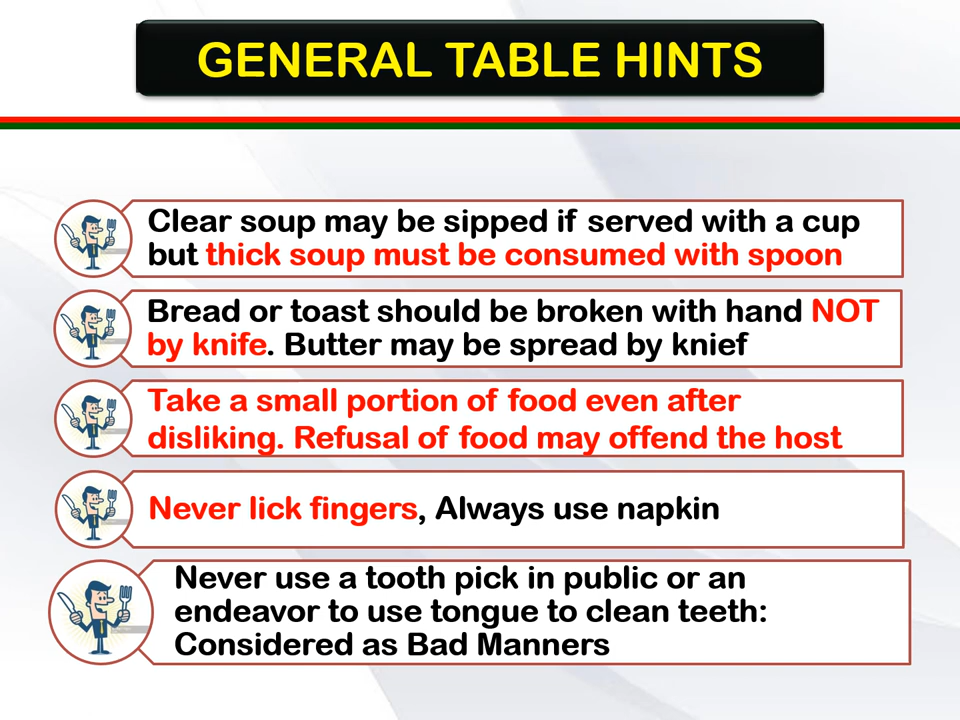 GENERAL TABLE HINTS
Clear soup may be sipped if served with a cup
but thick soup must be consumed with spoon
Bread or toast should be broken with hand NOT
by knife. Butter may be spread by knief
Take a small portion of food even after
disliking. Refusal of food may offend the host
Never lick fingers, Always use napkin
Never use a tooth pick in public or an
endeavor to use tongue to clean teeth:
Considered as Bad Manners